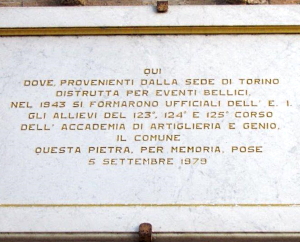 QUI
DOVE, PROVENIENTI DALLA SEDE DI TORINO
DISTRUTTA PER EVENTI BELLICI,
NEL 1943 SI FORMARONO UFFICIALI DELL' E. I.
GLI ALLIEVI DEL 123°, 124° E 125° CORSO
DELL' ACCADEMIA DI ARTIGLIERIA E GENIO,
IL COMUNE
QUESTA PIETRA, PER MEMORIA, POSE
5 SETTEMBRE 1979